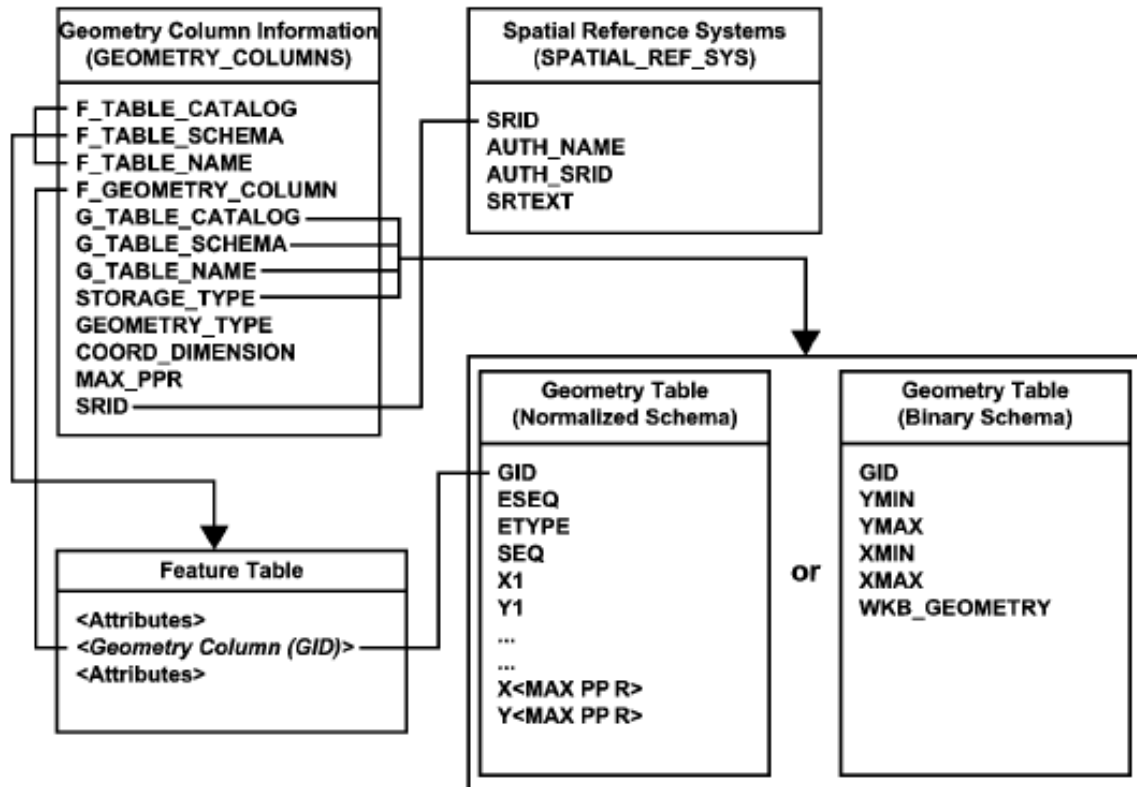 Geometry Column Information
(GEOMETRY_COLUMNS)
F_TABLE_CATALOG
F_TABLE_SCHEMA
F_TABLE_NAME
F_GEOMETRY_COLUMN
G_TABLE_CATALOG
G_TABLE_SCHEMA
G_TABLE_NAME
STORAGE_TYPE
GEOMETRY_TYPE
COORD_DIMENSION
MAX_PPR
SRID
Spatial Reference Systems
(SPATIAL_REF_SYS)
SRID
AUTH_NAME
AUTH_SRID
SRTEXT
Feature Table
<Attributes>
<Geometry Column (GID)>
<Attributes>
Geometry Table
(Normalized Schema)
GID
ESEQ
ETYPE
SEQ
X1
Y1
...
...
X<MAX PP R>
Y<MAX PP R>
or
Geometry Table
(Binary Schema)
GID
YMIN
YMAX
XMIN
XMAX
WKB_GEOMETRY